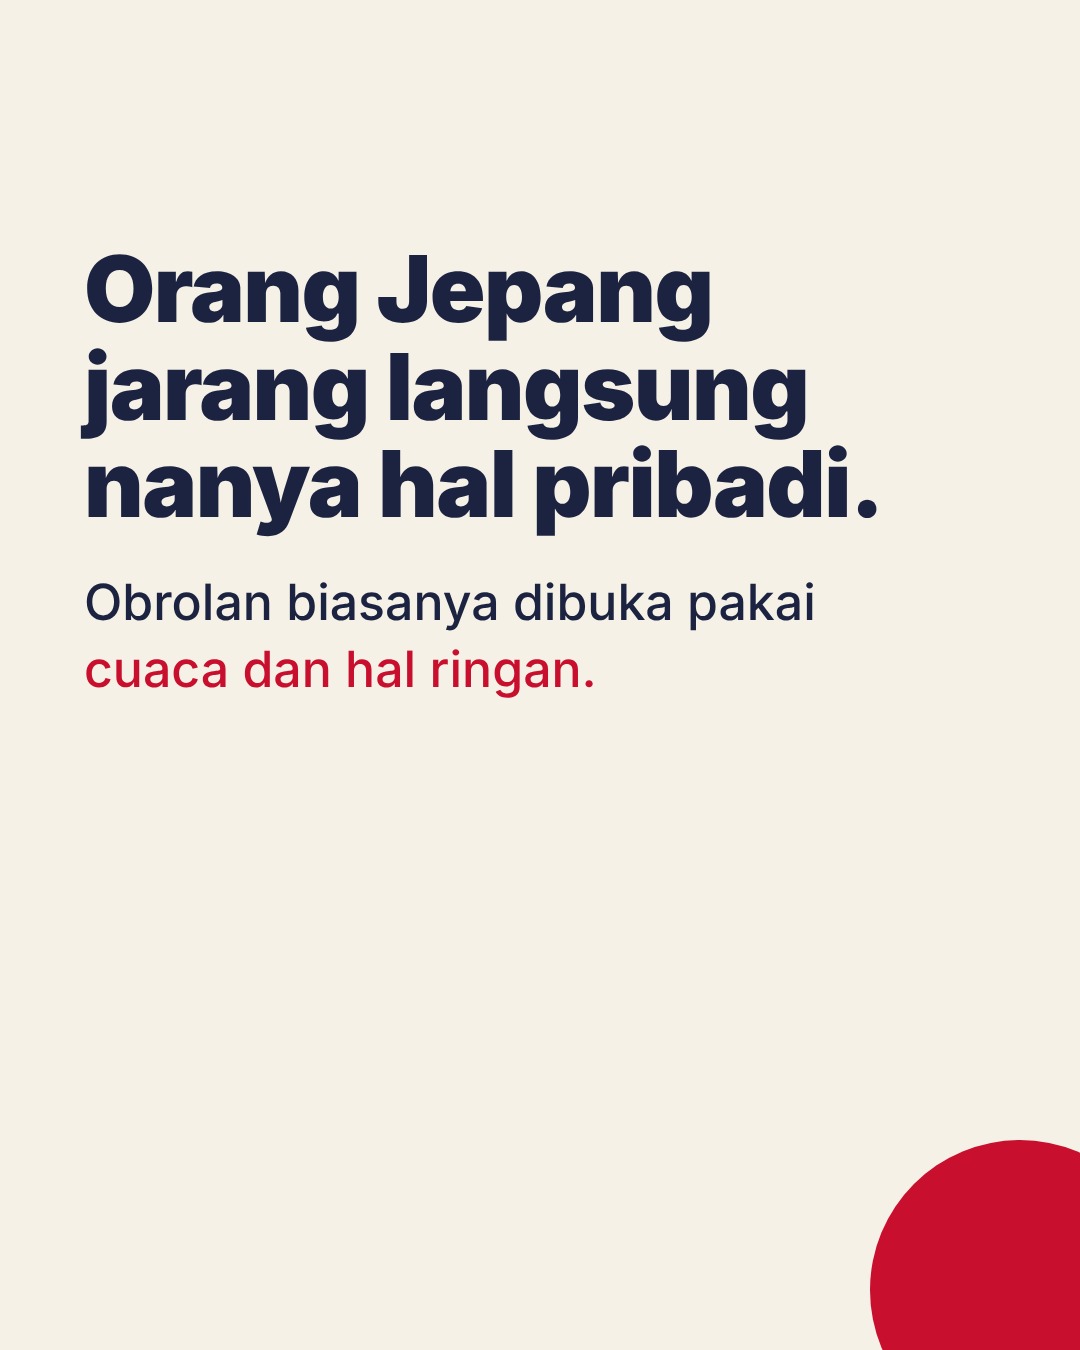 Orang Jepang
jarang langsung
nanya hal pribadi.
Obrolan biasanya dibuka pakai
cuaca dan hal ringan.